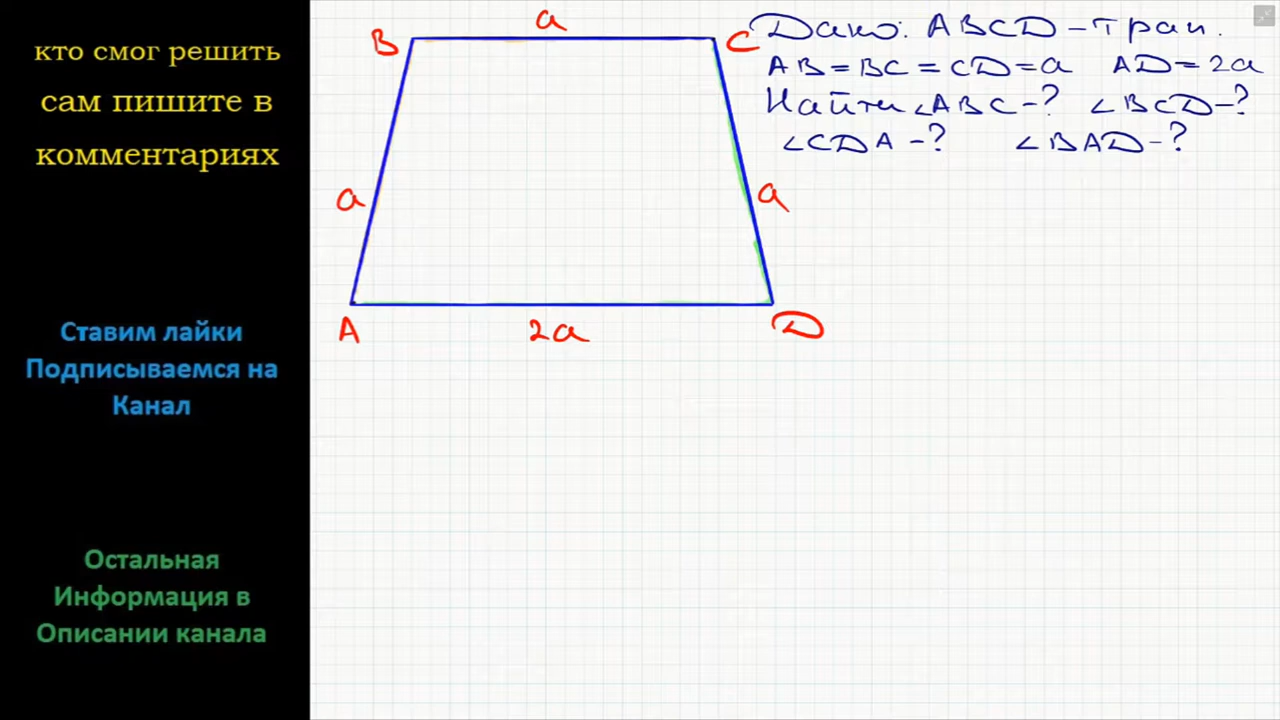 кто смог решить
сам пишите в
комментариях
Ставим лайки
Подписываемся на
Канал
Остальная
Информация в
Описании канала
a
B
C
a
a
A
2a
D
Дано: ABCD - трап.
AB = BC = CD = a AD = 2a
Найти ∠ABC - ? ∠BCD - ?
∠CDA - ? ∠BAD - ?